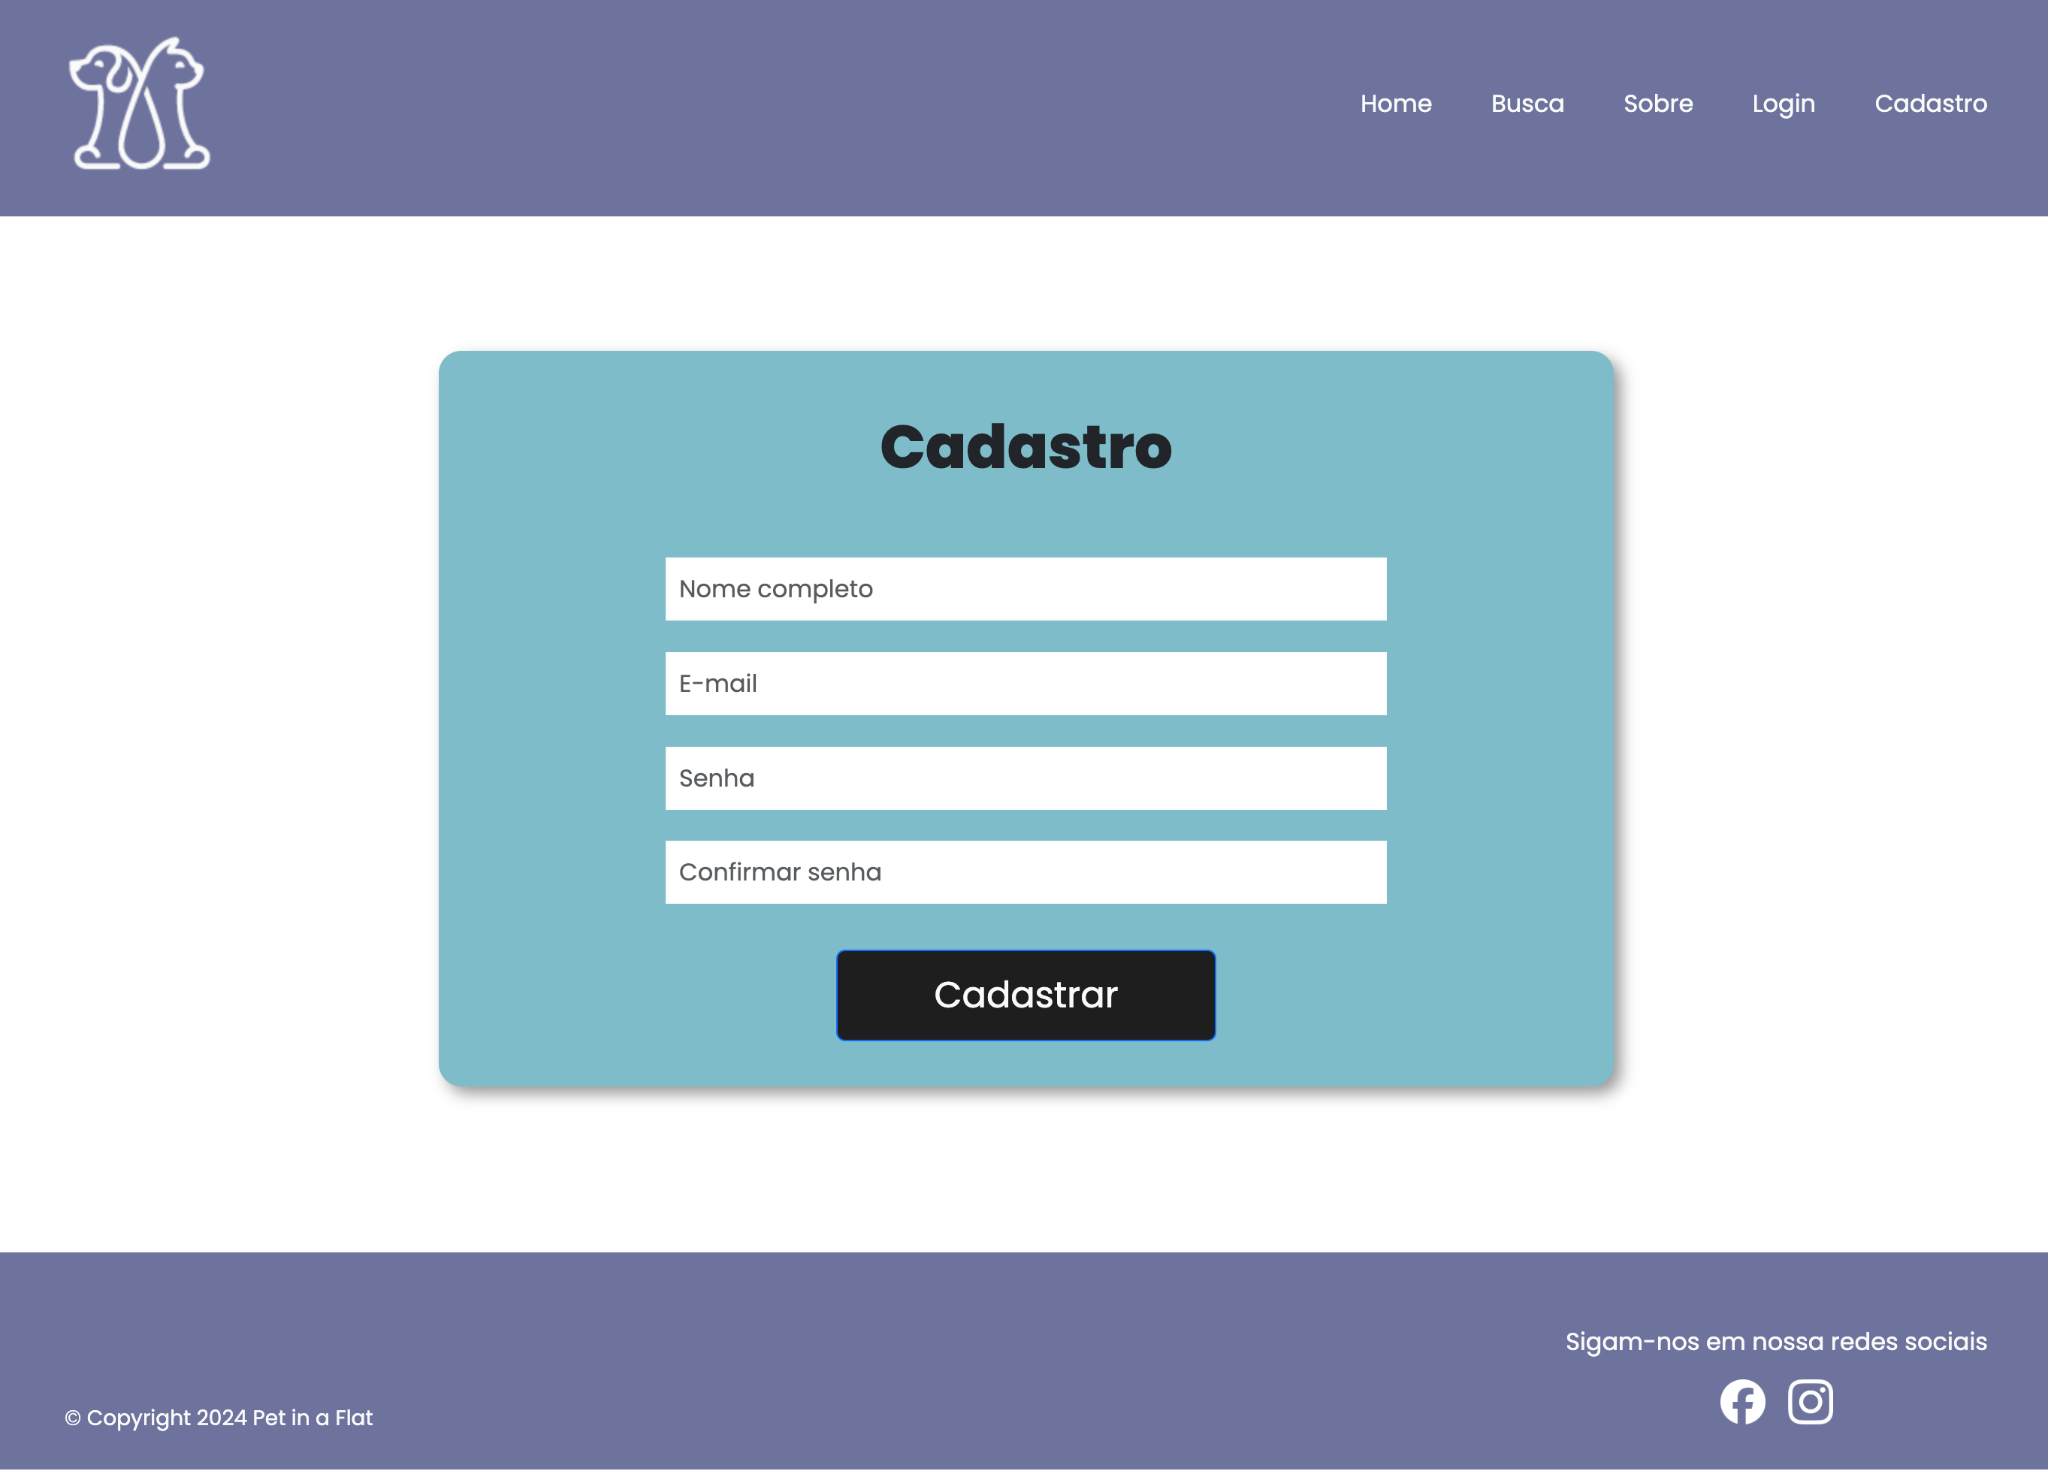 Home
Busca
Sobre
Login
Cadastro
Cadastro
Nome completo
E-mail
Senha
Confirmar senha
Cadastrar
Sigam-nos em nossa redes sociais
© Copyright 2024 Pet in a Flat